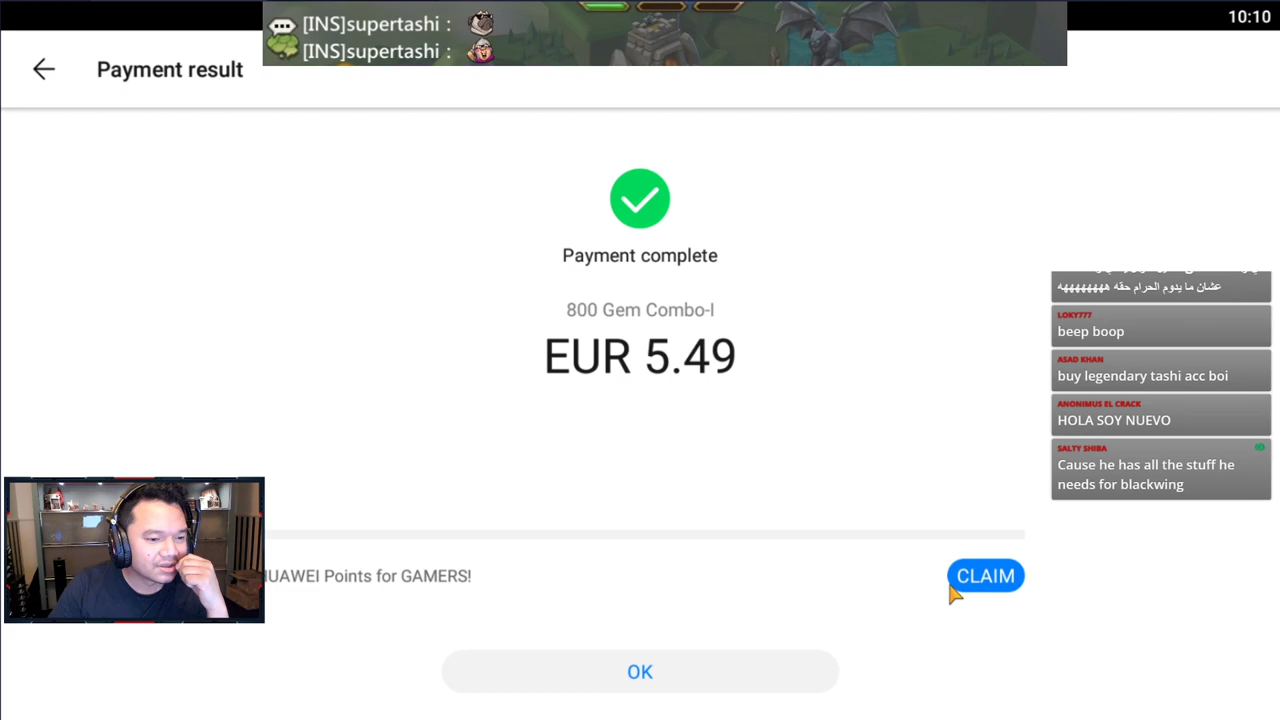 10:10
[INS]supertashi :
[INS]supertashi :
Payment result
Payment complete
800 Gem Combo-I
EUR 5.49
عشان ما يدوم الحرام حقه ههههههههه
LOKY777
beep boop
ASAD KHAN
buy legendary tashi acc boi
ANONIMUS EL CRACK
HOLA SOY NUEVO
SALTY SHIBA
Cause he has all the stuff he
needs for blackwing
UAWEI Points for GAMERS!
CLAIM
OK